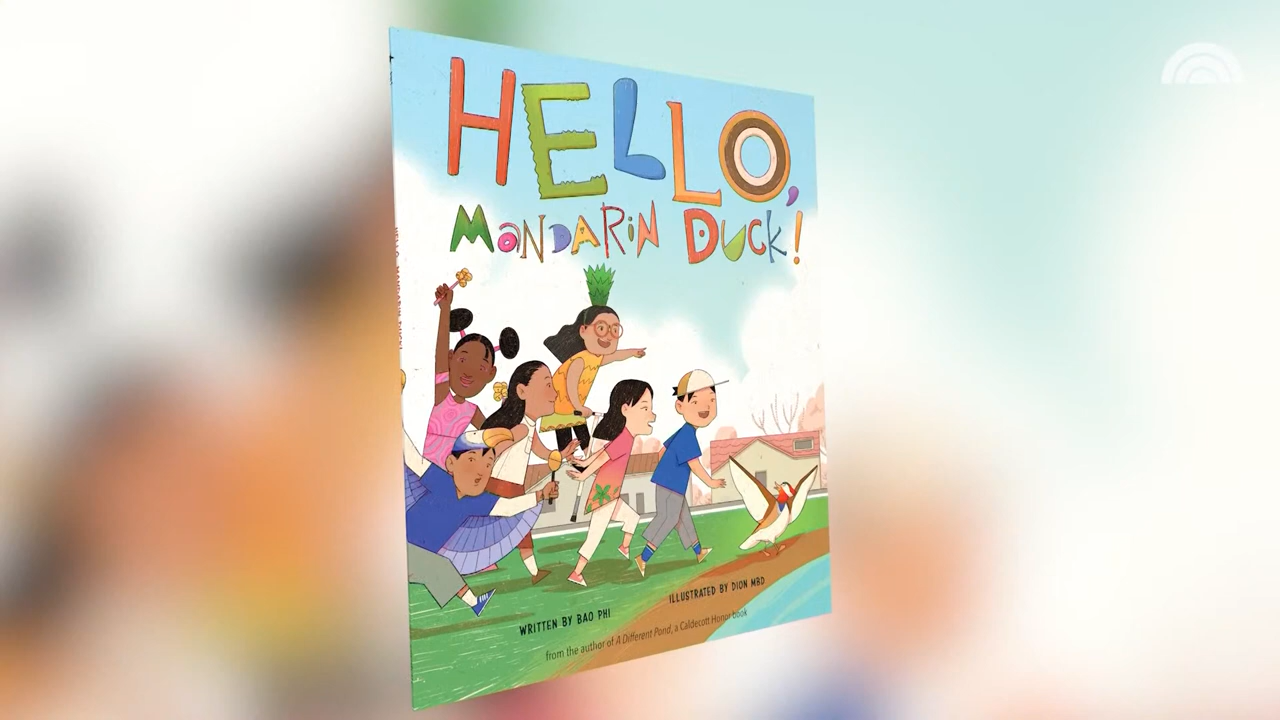 HELLO,
MaNDARiN DUCk!
WRITTEN BY BAO PHI
ILLUSTRATED BY DION MBD
from the author of A Different Pond, a Caldecott Honor book